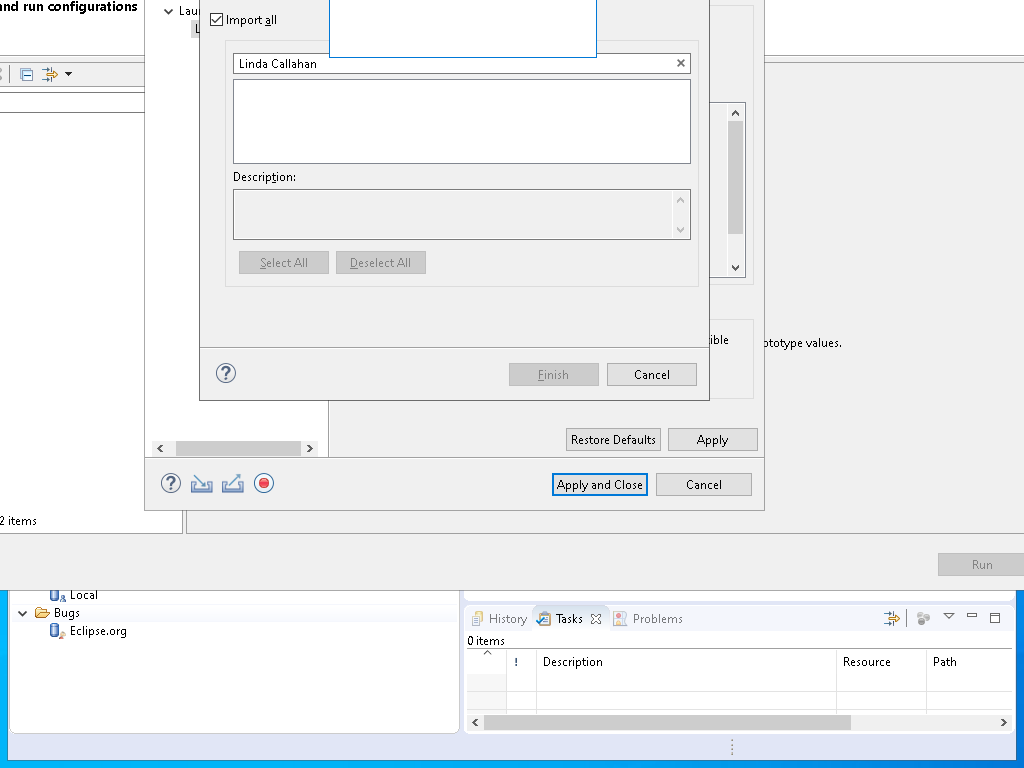 and run configurations
Import all
Linda Callahan
Description:
Select All
Deselect All
ible
ototype values.
Finish
Cancel
Restore Defaults
Apply
Apply and Close
Cancel
2 items
Run
Local
Bugs
Eclipse.org
History
Tasks
Problems
0 items
!
Description
Resource
Path